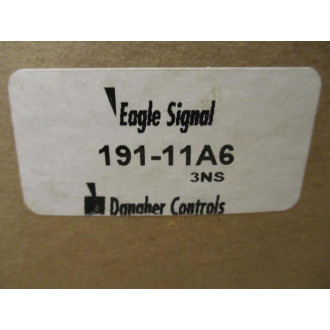 Eagle Signal
191-11A6
3NS
Danaher Controls